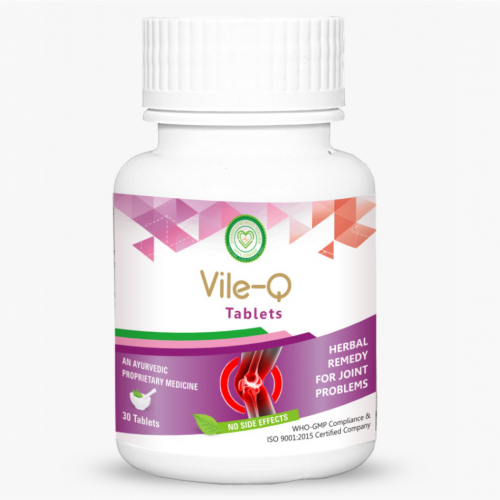 Vile-Q
Tablets
AN AYURVEDIC
PROPRIETARY MEDICINE
30 Tablets
HERBAL
REMEDY
FOR JOINT
PROBLEMS
NO SIDE EFFECTS
WHO-GMP Compliance &
ISO 9001:2015 Certified Company